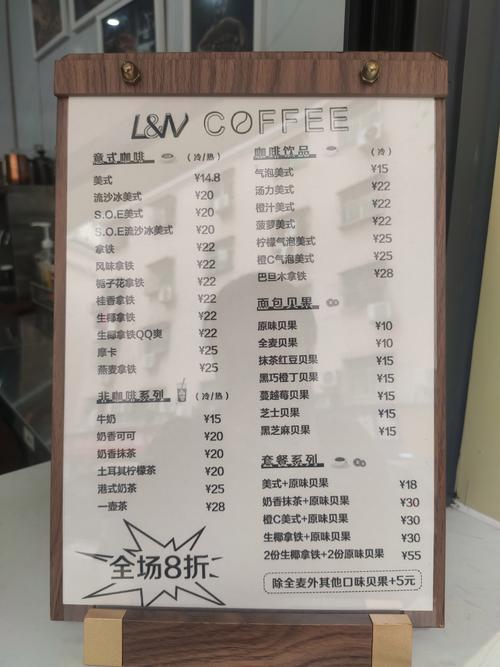 L&N COFFEE
意式咖啡 (冷/热)
美式 ¥14.8
流沙冰美式 ¥20
S.O.E美式 ¥20
S.O.E流沙冰美式 ¥20
拿铁 ¥22
风味拿铁 ¥22
栀子花拿铁 ¥22
桂香拿铁 ¥22
生椰拿铁 ¥22
生椰拿铁QQ爽 ¥22
摩卡 ¥25
燕麦拿铁 ¥25
非咖啡系列 (冷/热)
牛奶 ¥15
奶香可可 ¥20
奶香抹茶 ¥20
土耳其柠檬茶 ¥20
港式奶茶 ¥25
一壶茶 ¥28
全场8折
咖啡饮品 (冷)
气泡美式 ¥15
汤力美式 ¥22
橙汁美式 ¥22
菠萝美式 ¥22
柠檬气泡美式 ¥25
橙C气泡美式 ¥25
巴旦木拿铁 ¥28
面包贝果
原味贝果 ¥10
全麦贝果 ¥10
抹茶红豆贝果 ¥15
黑巧橙丁贝果 ¥15
蔓越莓贝果 ¥15
芝士贝果 ¥15
黑芝麻贝果 ¥15
套餐系列
美式+原味贝果 ¥18
奶香抹茶+原味贝果 ¥30
橙C美式+原味贝果 ¥30
生椰拿铁+原味贝果 ¥30
2份生椰拿铁+2份原味贝果 ¥55
除全麦外其他口味贝果+5元